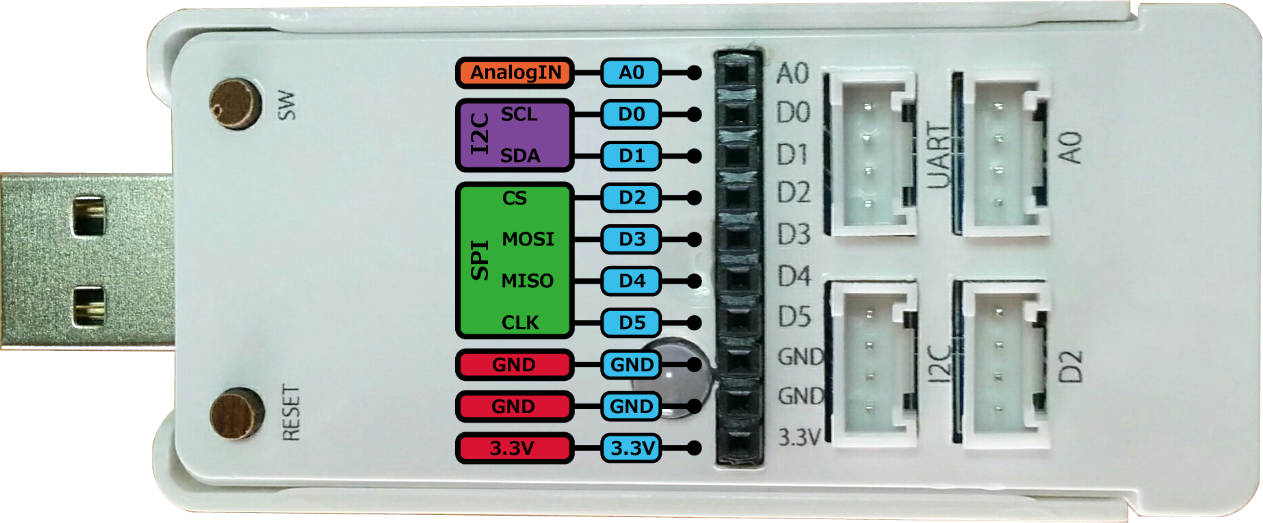 SW
RESET
AnalogIN A0
I2C
SCL D0
SDA D1
SPI
CS D2
MOSI D3
MISO D4
CLK D5
GND GND
GND GND
3.3V 3.3V
A0
D0
D1
D2
D3
D4
D5
GND
GND
3.3V
UART
A0
I2C
D2